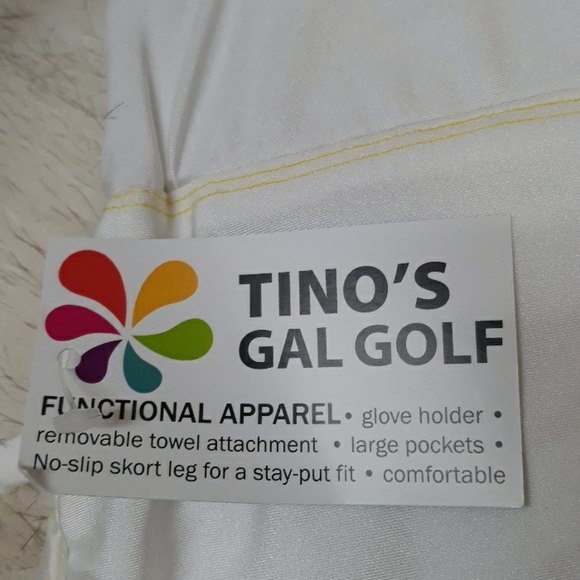 TINO'S
GAL GOLF
FUNCTIONAL APPAREL • glove holder •
removable towel attachment • large pockets •
No-slip skort leg for a stay-put fit • comfortable